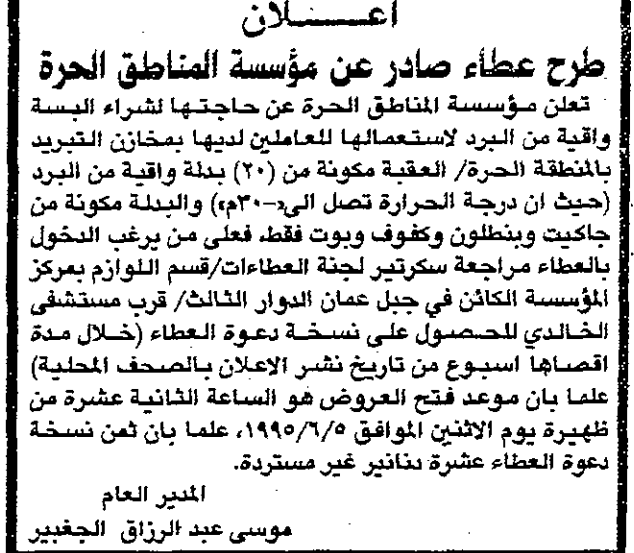 اعـــــلان
طرح عطاء صادر عن مؤسسة المناطق الحرة
تعلن مؤسسة المناطق الحرة عن حاجتها لشراء البسة
واقية من البرد لاستعمالها للعاملين لديها بمخازن التبريد
بالمنطقة الحرة/ العقبة مكونة من (٢٠) بدلة واقية من البرد
(حيث ان درجة الحرارة تصل الى«-٣٠م») والبدلة مكونة من
جاكيت وبنطلون وكفوف وبوت فقط، فعلى من يرغب الدخول
بالعطاء مراجعة سكرتير لجنة العطاءات/قسم اللوازم بمركز
المؤسسة الكائن في جبل عمان الدوار الثالث/ قرب مستشفى
الخالدي للحصول على نسخة دعوة العطاء (خلال مدة
اقصاها اسبوع من تاريخ نشر الاعلان بالصحف المحلية)
علما بان موعد فتح العروض هو الساعة الثانية عشرة من
ظهيرة يوم الاثنين الموافق ١٩٩٥/٦/٥، علما بان ثمن نسخة
دعوة العطاء عشرة دنانير غير مستردة.
المدير العام
موسى عبد الرزاق الجغبير